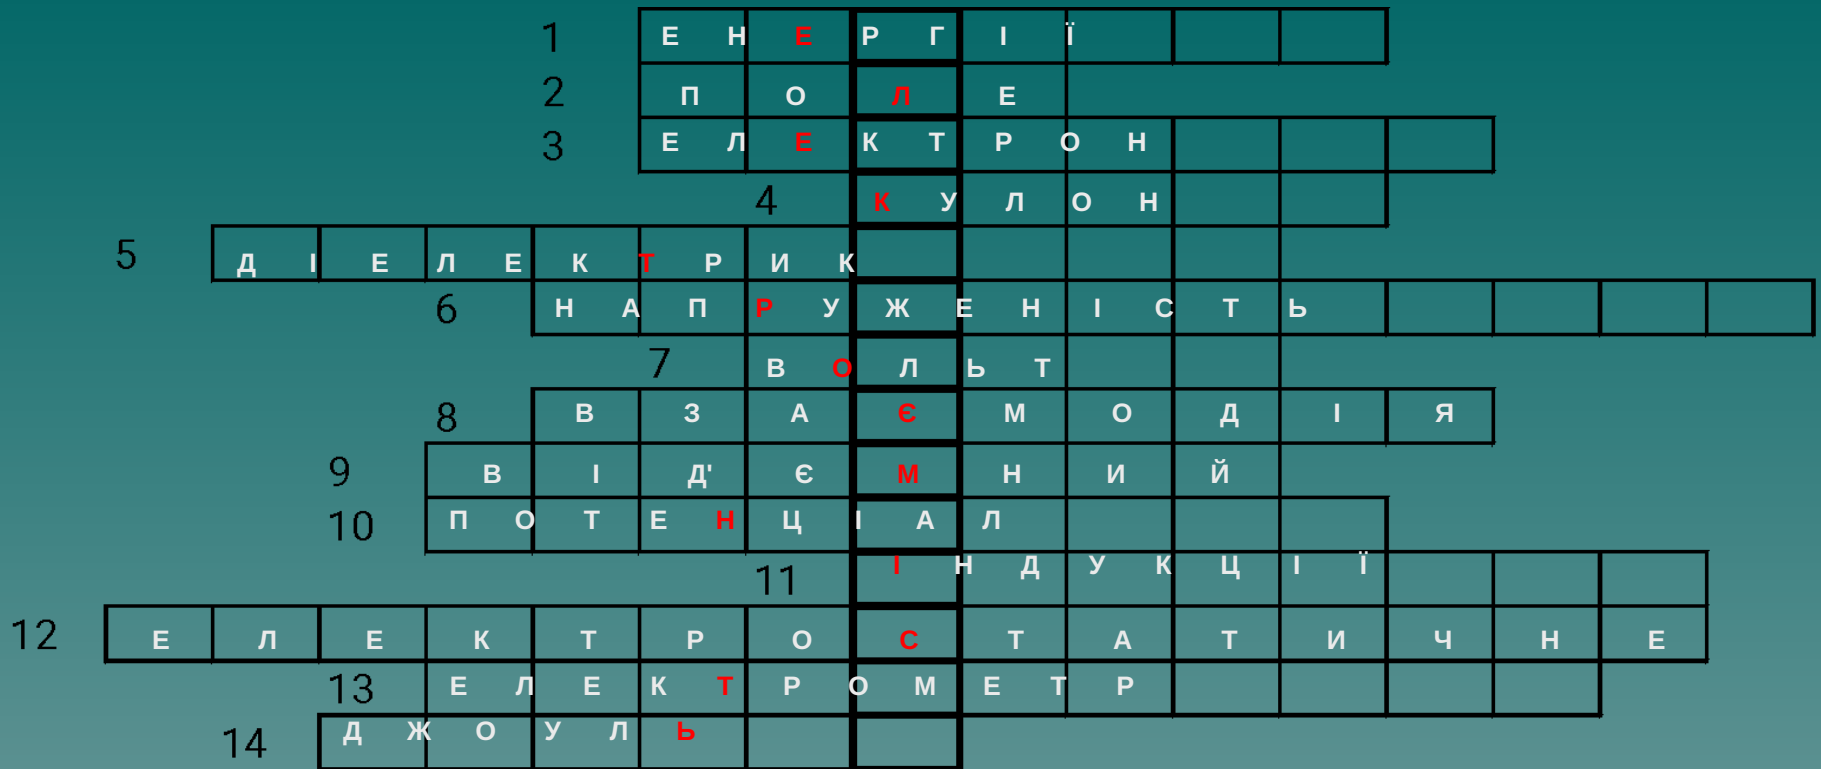 1 ЕНЕРГІЇ
2 ПОЛЕ
3 ЕЛЕКТРОН
4 КУЛОН
5 ДІЕЛЕКТРИК
6 НАПРУЖЕНІСТЬ
7 ВОЛЬТ
8 ВЗАЄМОДІЯ
9 ВІД'ЄМНИЙ
10 ПОТЕНЦІАЛ
11 ІНДУКЦІЇ
12 ЕЛЕКТРОСТАТИЧНЕ
13 ЕЛЕКТРОМЕТР
14 ДЖОУЛЬ